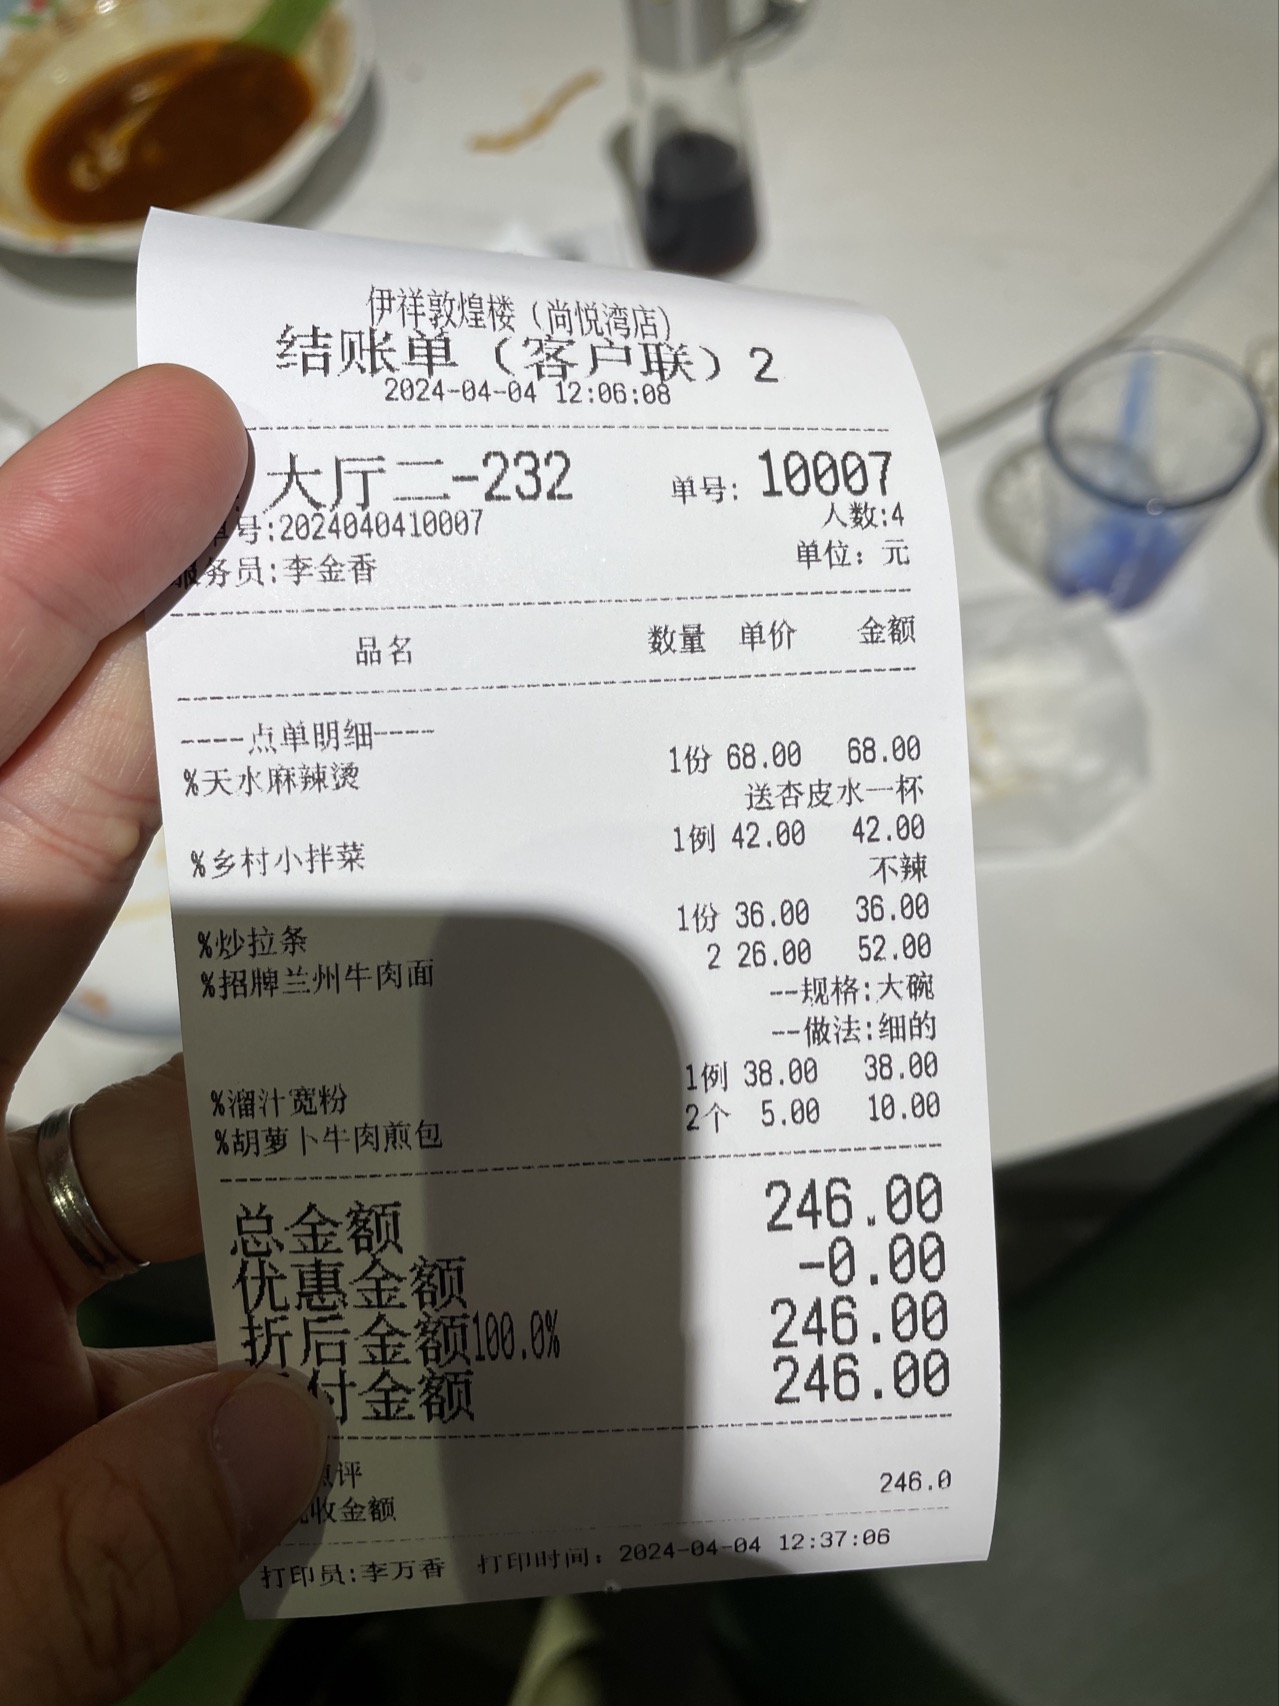 伊祥敦煌楼（尚悦湾店）
结账单（客户联）2
2024-04-04 12:06:08
大厅二-232 单号: 10007
单号:2024040410007 人数:4
服务员:李金香 单位：元
品名 数量 单价 金额
----点单明细----
%天水麻辣烫 1份 68.00 68.00
送杏皮水一杯
%乡村小拌菜 1例 42.00 42.00
不辣
%炒拉条 1份 36.00 36.00
%招牌兰州牛肉面 2 26.00 52.00
--规格:大碗
--做法:细的
%溜汁宽粉 1例 38.00 38.00
%胡萝卜牛肉煎包 2个 5.00 10.00
总金额 246.00
优惠金额 -0.00
折后金额100.0% 246.00
付金额 246.00
点评 246.0
收金额
打印员:李万香 打印时间：2024-04-04 12:37:06